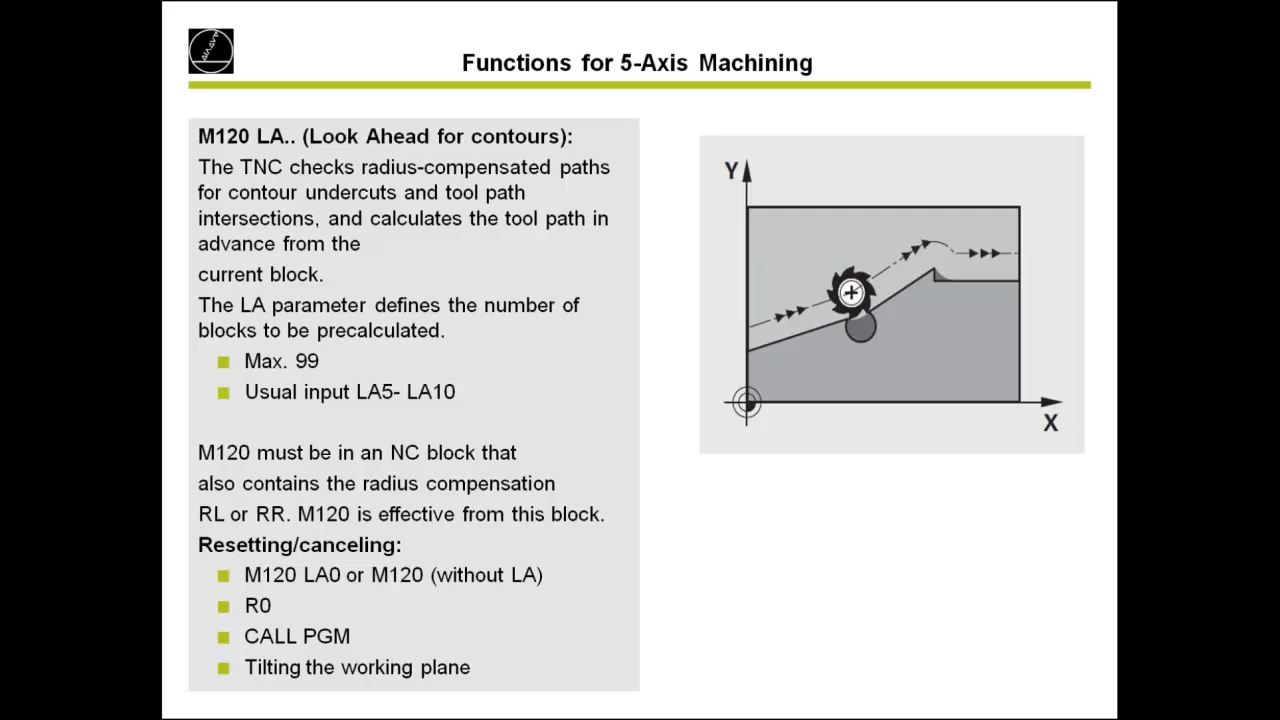 Functions for 5-Axis Machining
M120 LA.. (Look Ahead for contours):
The TNC checks radius-compensated paths
for contour undercuts and tool path
intersections, and calculates the tool path in
advance from the
current block.
The LA parameter defines the number of
blocks to be precalculated.
Max. 99
Usual input LA5- LA10
M120 must be in an NC block that
also contains the radius compensation
RL or RR. M120 is effective from this block.
Resetting/canceling:
M120 LA0 or M120 (without LA)
R0
CALL PGM
Tilting the working plane
Y
X